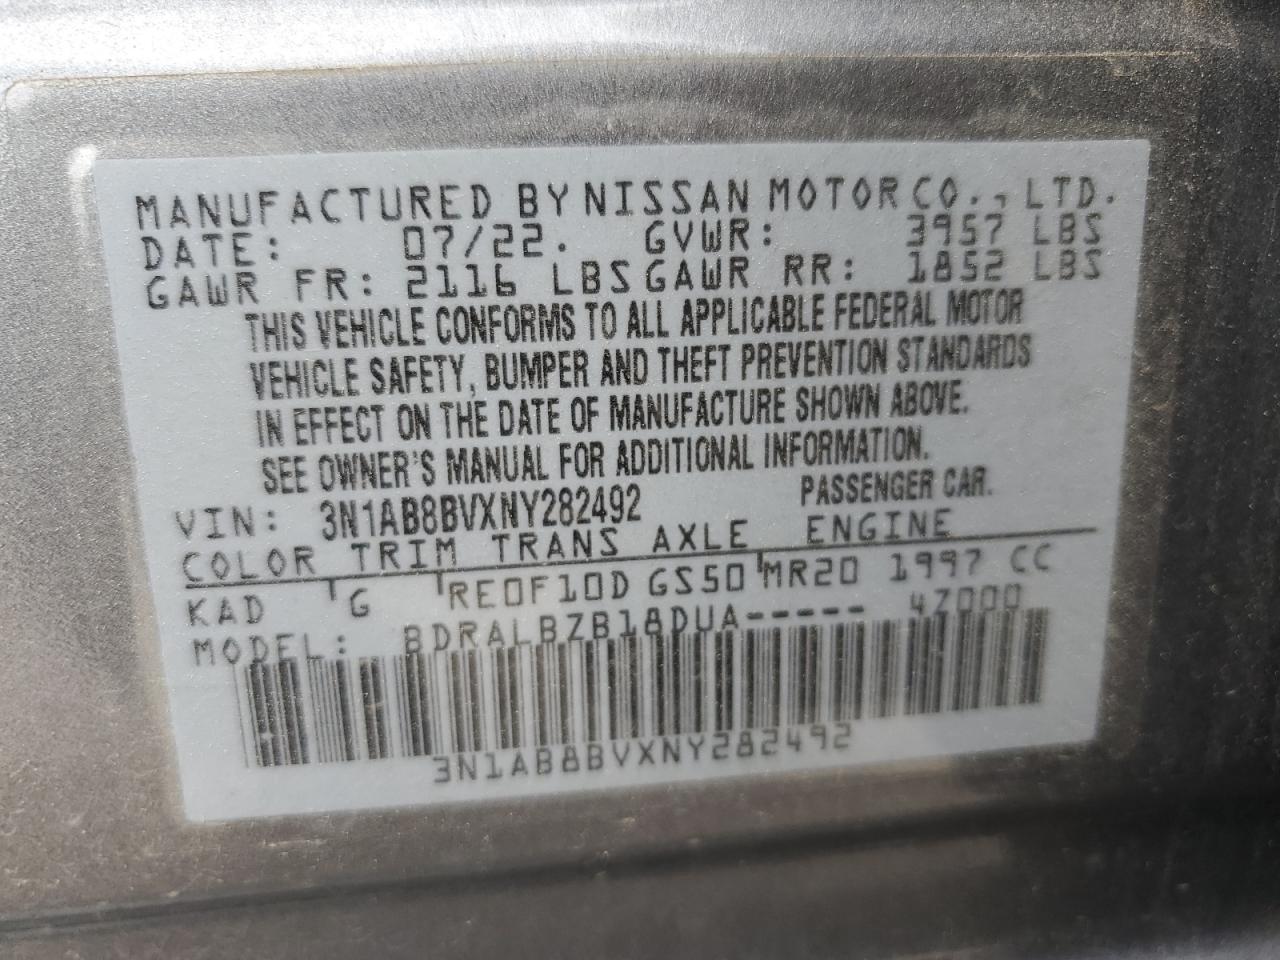 MANUFACTURED BY NISSAN MOTOR CO., LTD.
DATE: 07/22. GVWR: 3957 LBS
GAWR FR: 2116 LBS GAWR RR: 1852 LBS
THIS VEHICLE CONFORMS TO ALL APPLICABLE FEDERAL MOTOR
VEHICLE SAFETY, BUMPER AND THEFT PREVENTION STANDARDS
IN EFFECT ON THE DATE OF MANUFACTURE SHOWN ABOVE.
SEE OWNER'S MANUAL FOR ADDITIONAL INFORMATION.
VIN: 3N1AB8BVXNY282492 PASSENGER CAR.
COLOR TRIM TRANS AXLE ENGINE
KAD G RE0F10D GS50 MR20 1997 CC
MODEL: BDRALBZB18DUA----- 4Z000
3N1AB8BVXNY282492